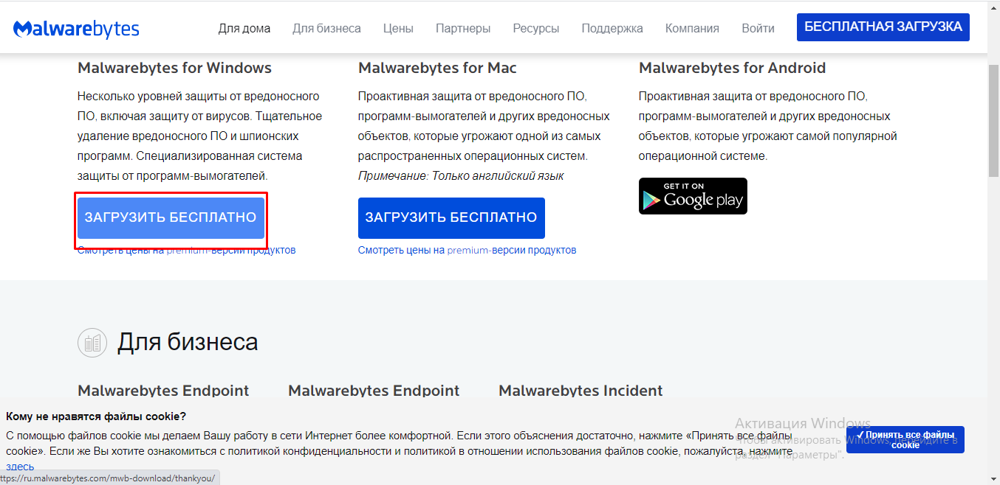 Malwarebytes
Для дома
Для бизнеса
Цены
Партнеры
Ресурсы
Поддержка
Компания
Войти
БЕСПЛАТНАЯ ЗАГРУЗКА
Malwarebytes for Windows
Несколько уровней защиты от вредоносного
ПО, включая защиту от вирусов. Тщательное
удаление вредоносного ПО и шпионских
программ. Специализированная система
защиты от программ-вымогателей.
ЗАГРУЗИТЬ БЕСПЛАТНО
Смотреть цены на premium-версии продуктов
Malwarebytes for Mac
Проактивная защита от вредоносного ПО,
программ-вымогателей и других вредоносных
объектов, которые угрожают одной из самых
распространенных операционных систем.
Примечание: Только английский язык
ЗАГРУЗИТЬ БЕСПЛАТНО
Смотреть цены на premium-версии продуктов
Malwarebytes for Android
Проактивная защита от вредоносного ПО,
программ-вымогателей и других вредоносных
объектов, которые угрожают самой популярной
операционной системе.
GET IT ON
Google play
Для бизнеса
Malwarebytes Endpoint
Malwarebytes Endpoint
Malwarebytes Incident
Кому не нравятся файлы cookie?
С помощью файлов cookie мы делаем Вашу работу в сети Интернет более комфортной. Если этого объяснения достаточно, нажмите «Принять все файлы
cookie». Если же Вы хотите ознакомиться с политикой конфиденциальности и политикой в отношении использования файлов cookie, пожалуйста, нажмите
здесь
✓ Принять все файлы
cookie
Активация Windows
Чтобы активировать Windows, перейдите в
раздел "Параметры".
ttps://ru.malwarebytes.com/mwb-download/thankyou/